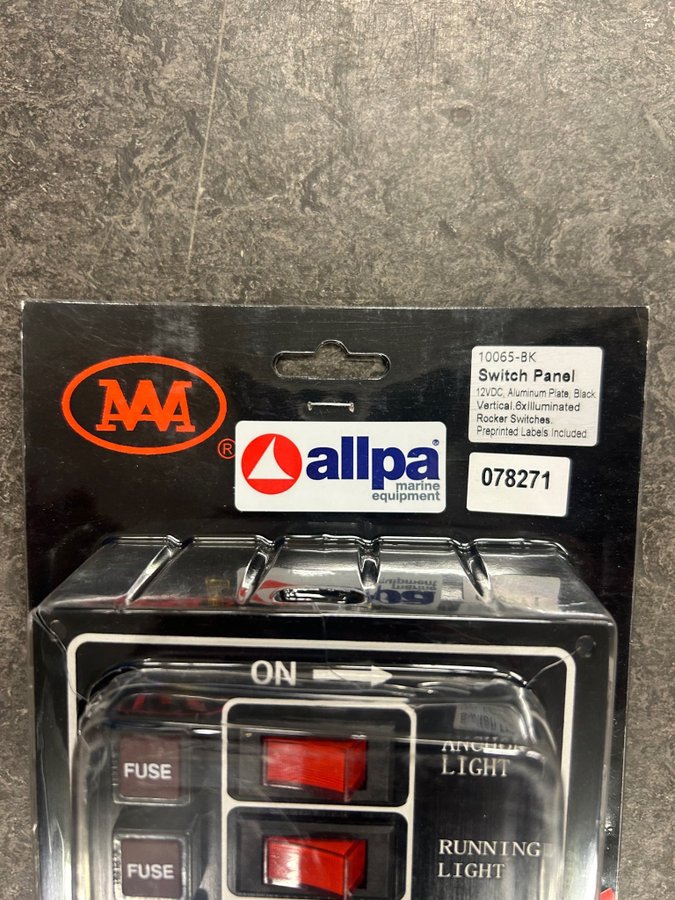 AAA
®
allpa®
marine
equipment
10065-BK
Switch Panel
12VDC, Aluminum Plate, Black
Vertical.6xIlluminated
Rocker Switches.
Preprinted Labels Included.
078271
ON
FUSE
ANCHOR
LIGHT
FUSE
RUNNING
LIGHT